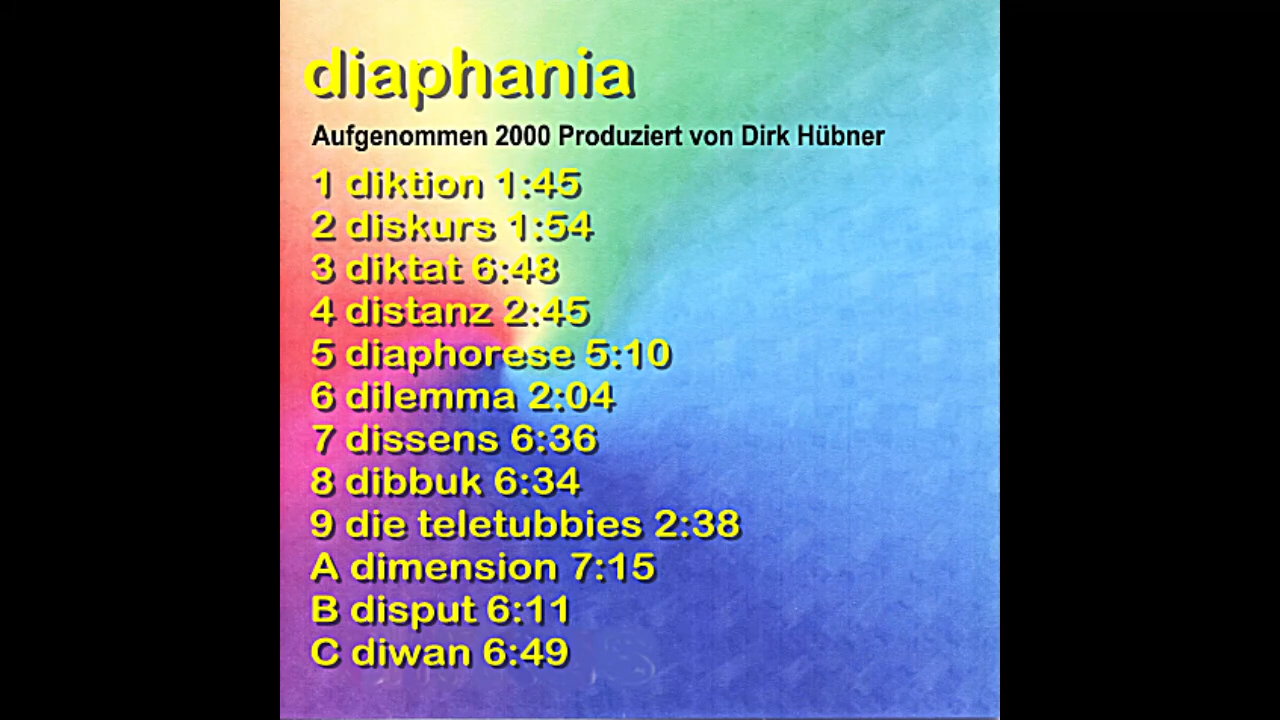 diaphania
Aufgenommen 2000 Produziert von Dirk Hübner
1 diktion 1:45
2 diskurs 1:54
3 diktat 6:48
4 distanz 2:45
5 diaphorese 5:10
6 dilemma 2:04
7 dissens 6:36
8 dibbuk 6:34
9 die teletubbies 2:38
A dimension 7:15
B disput 6:11
C diwan 6:49